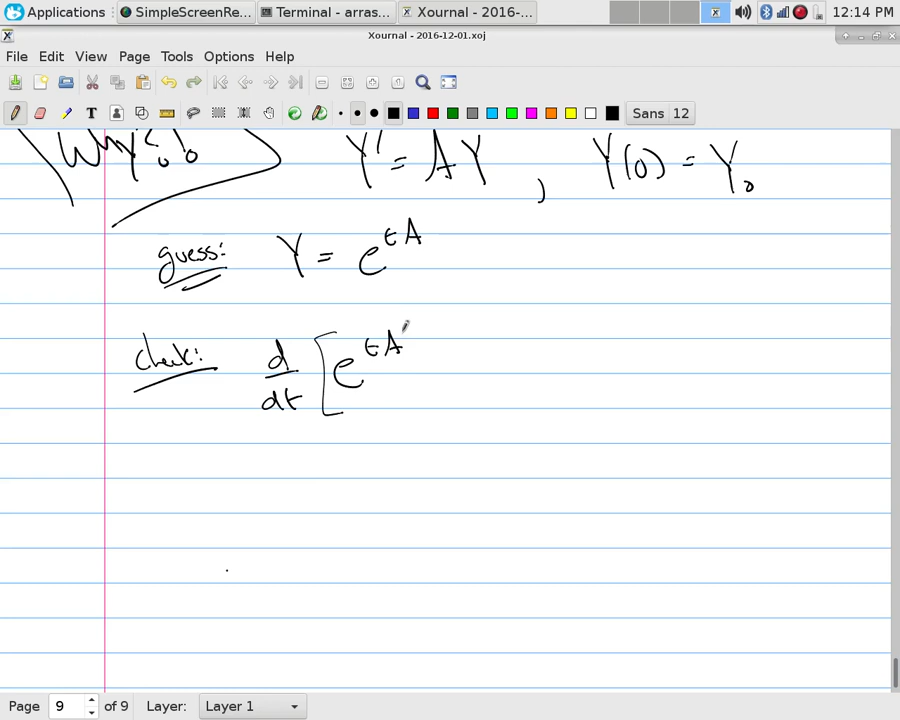 Applications SimpleScreenRe... Terminal - arras... Xournal - 2016-... 12:14 PM
Xournal - 2016-12-01.xoj
File Edit View Page Tools Options Help
Sans 12
Why?! Y' = AY , Y(0) = Y₀
guess: Y = e^{tA}
check: d/dt [e^{tA}
Page 9 of 9 Layer: Layer 1